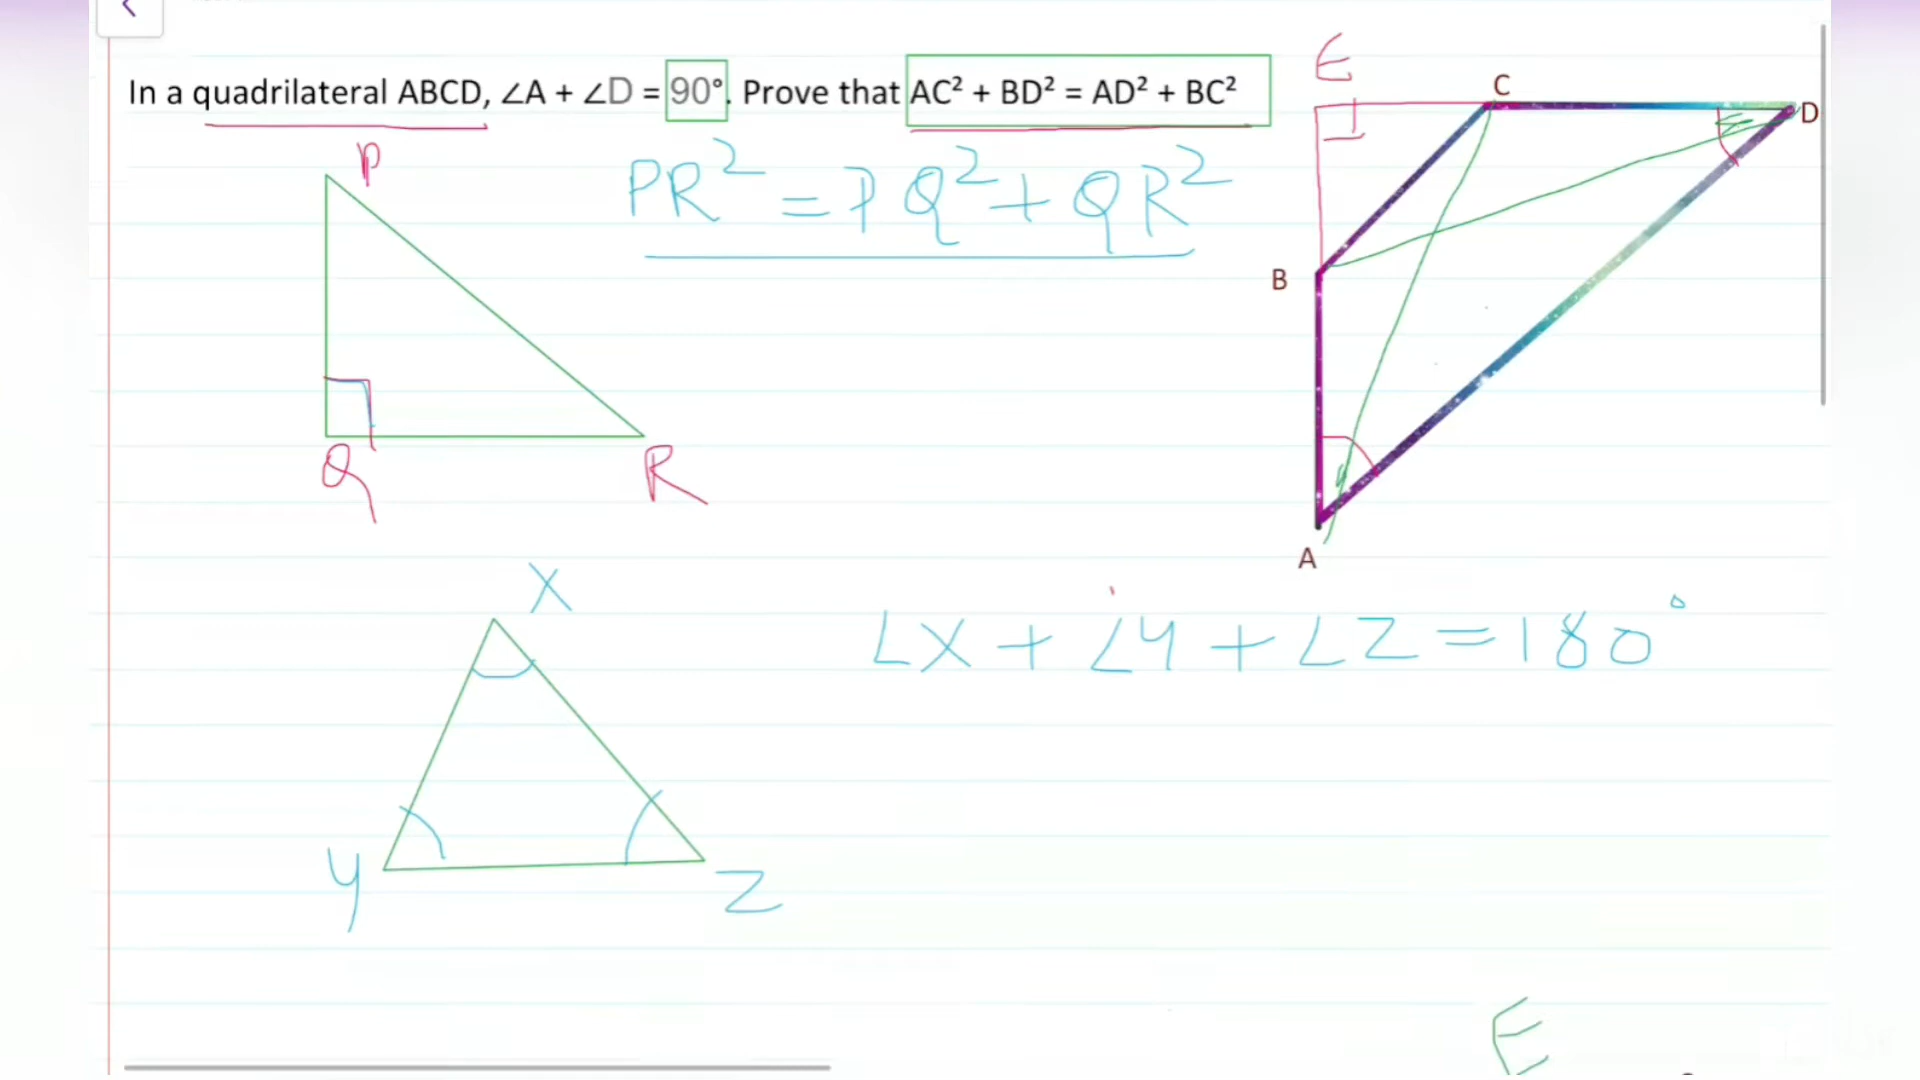 In a quadrilateral ABCD, ∠A + ∠D = 90°. Prove that AC² + BD² = AD² + BC²
PR² = PQ² + QR²
P
Q
R
E
C
D
B
A
X
Y
Z
∠X + ∠Y + ∠Z = 180°
E